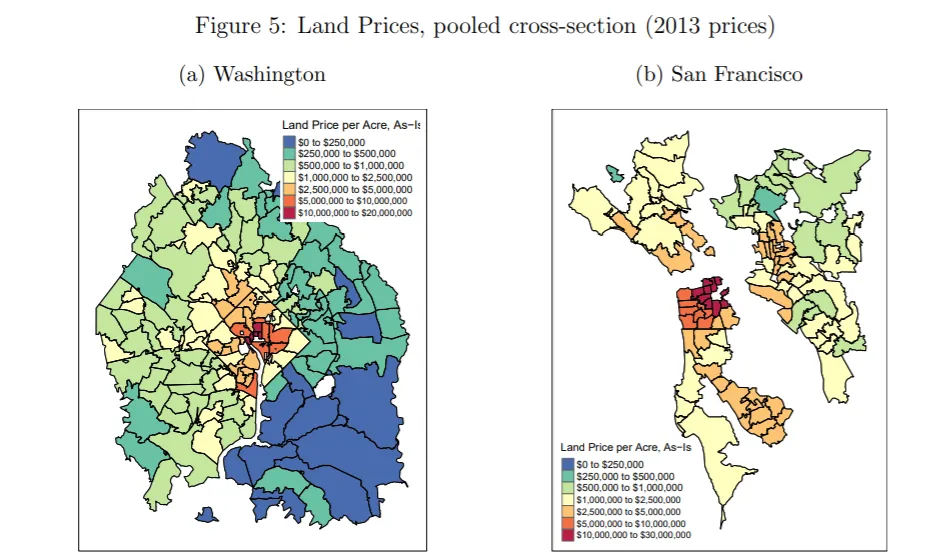 Figure 5: Land Prices, pooled cross-section (2013 prices)
(a) Washington
(b) San Francisco
Land Price per Acre, As-Is
$0 to $250,000
$250,000 to $500,000
$500,000 to $1,000,000
$1,000,000 to $2,500,000
$2,500,000 to $5,000,000
$5,000,000 to $10,000,000
$10,000,000 to $20,000,000
Land Price per Acre, As-Is
$0 to $250,000
$250,000 to $500,000
$500,000 to $1,000,000
$1,000,000 to $2,500,000
$2,500,000 to $5,000,000
$5,000,000 to $10,000,000
$10,000,000 to $30,000,000